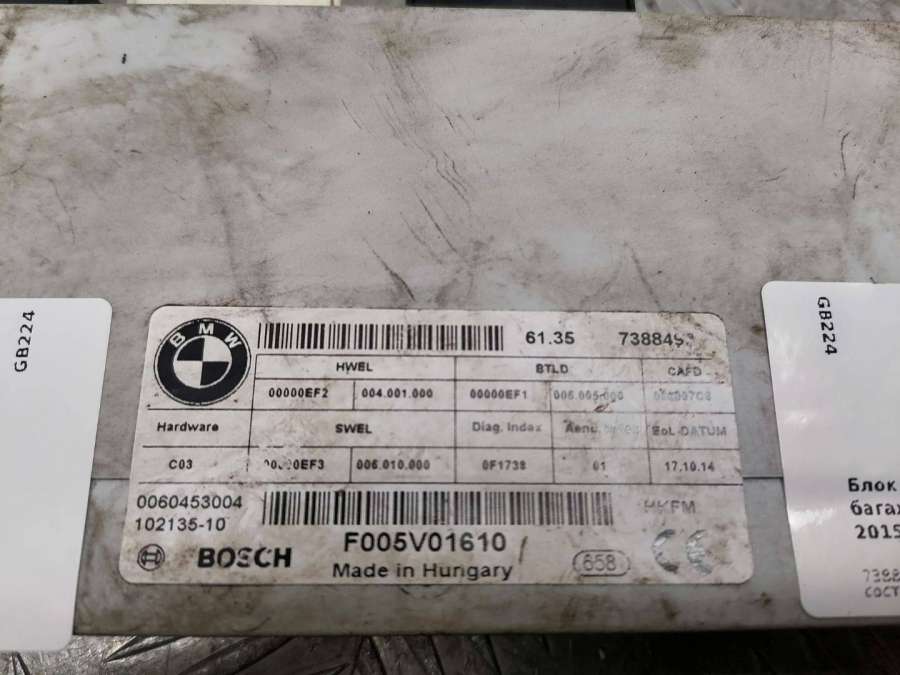 GB224
BMW
61.35
HWEL BTLD CAFD
00000EF2 004.001.000 00000EF1
Hardware SWEL Diag. Index EoL DATUM
C03 006.010.000 0F1738 01 17.10.14
0060453004
102135-10
HKFM
BOSCH F005V01610 658 CE
Made in Hungary
GB224
Блок
2015